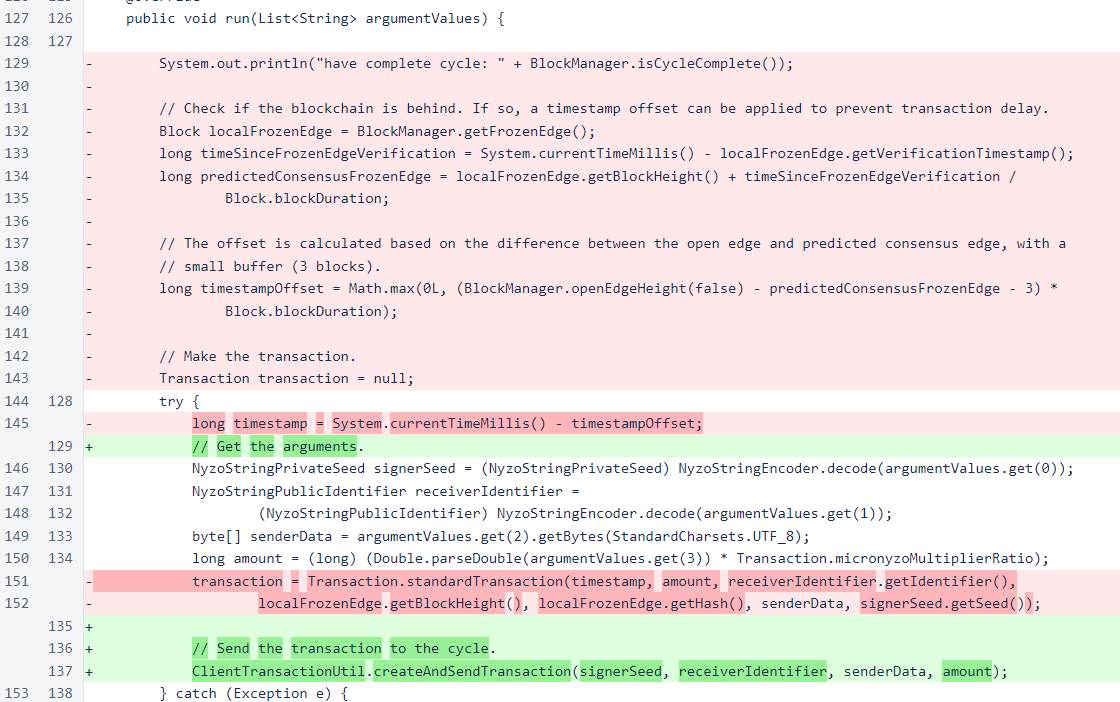 127 126 public void run(List<String> argumentValues) {
128 127
129 - System.out.println("have complete cycle: " + BlockManager.isCycleComplete());
130 -
131 - // Check if the blockchain is behind. If so, a timestamp offset can be applied to prevent transaction delay.
132 - Block localFrozenEdge = BlockManager.getFrozenEdge();
133 - long timeSinceFrozenEdgeVerification = System.currentTimeMillis() - localFrozenEdge.getVerificationTimestamp();
134 - long predictedConsensusFrozenEdge = localFrozenEdge.getBlockHeight() + timeSinceFrozenEdgeVerification /
135 - Block.blockDuration;
136 -
137 - // The offset is calculated based on the difference between the open edge and predicted consensus edge, with a
138 - // small buffer (3 blocks).
139 - long timestampOffset = Math.max(0L, (BlockManager.openEdgeHeight(false) - predictedConsensusFrozenEdge - 3) *
140 - Block.blockDuration);
141 -
142 - // Make the transaction.
143 - Transaction transaction = null;
144 128 try {
145 - long timestamp = System.currentTimeMillis() - timestampOffset;
129 + // Get the arguments.
146 130 NyzoStringPrivateSeed signerSeed = (NyzoStringPrivateSeed) NyzoStringEncoder.decode(argumentValues.get(0));
147 131 NyzoStringPublicIdentifier receiverIdentifier =
148 132 (NyzoStringPublicIdentifier) NyzoStringEncoder.decode(argumentValues.get(1));
149 133 byte[] senderData = argumentValues.get(2).getBytes(StandardCharsets.UTF_8);
150 134 long amount = (long) (Double.parseDouble(argumentValues.get(3)) * Transaction.micronyzoMultiplierRatio);
151 - transaction = Transaction.standardTransaction(timestamp, amount, receiverIdentifier.getIdentifier(),
152 - localFrozenEdge.getBlockHeight(), localFrozenEdge.getHash(), senderData, signerSeed.getSeed());
135 +
136 + // Send the transaction to the cycle.
137 + ClientTransactionUtil.createAndSendTransaction(signerSeed, receiverIdentifier, senderData, amount);
153 138 } catch (Exception e) {